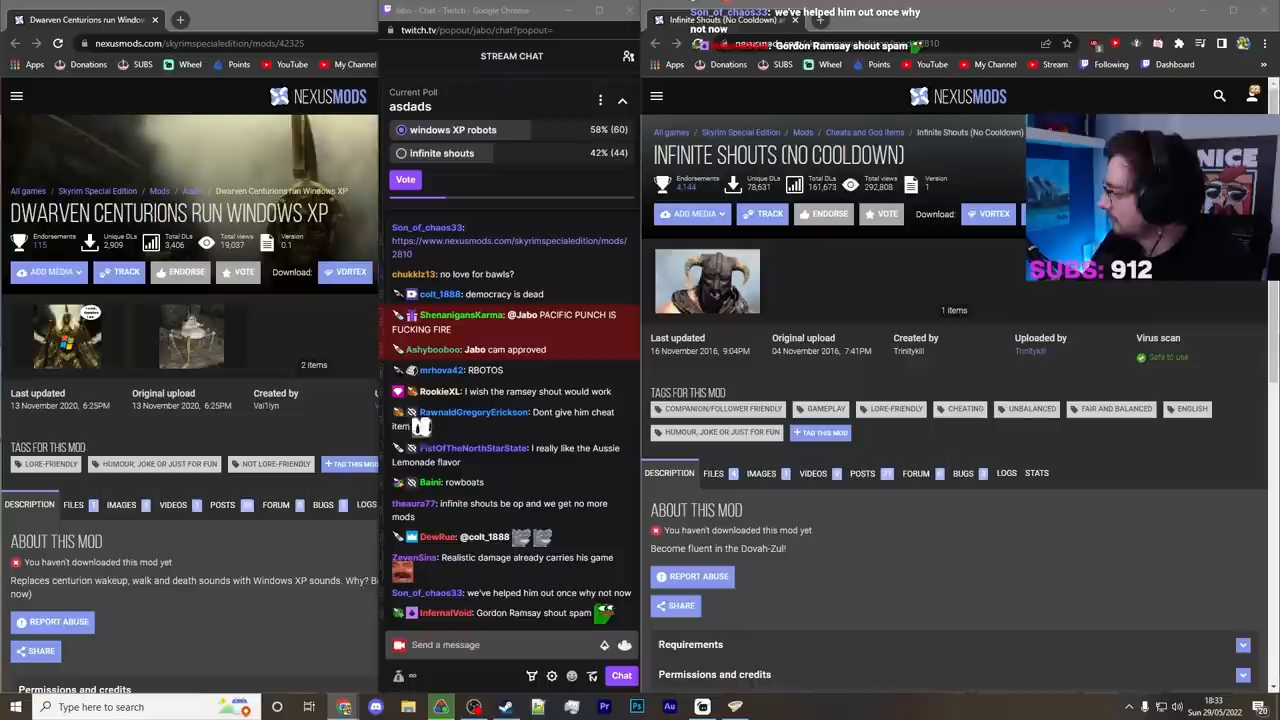 Dwarven Centurions run Windows
nexusmods.com/skyrimspecialedition/mods/42325
Apps
Donations
SUBS
Wheel
Points
YouTube
My Channel
NEXUSMODS
All games
Skyrim Special Edition
Mods
Dwarven Centurions run Windows XP
DWARVEN CENTURIONS RUN WINDOWS XP
Endorsements
115
Unique DLs
2,909
Total DLs
3,406
Total views
19,037
Version
0.1
ADD MEDIA
TRACK
ENDORSE
VOTE
Download:
VORTEX
2 items
Last updated
13 November 2020, 6:25PM
Original upload
13 November 2020, 6:25PM
Created by
Val1lyn
TAGS FOR THIS MOD
LORE-FRIENDLY
HUMOUR, JOKE OR JUST FOR FUN
NOT LORE-FRIENDLY
TAG THIS MOD
DESCRIPTION
FILES 1
IMAGES
VIDEOS
POSTS
FORUM
BUGS
LOGS
ABOUT THIS MOD
You haven't downloaded this mod yet
Replaces centurion wakeup, walk and death sounds with Windows XP sounds. Why?
now)
REPORT ABUSE
SHARE
Permissions and credits
Jabo - Chat - Twitch - Google Chrome
twitch.tv/popout/jabo/chat?popout=
STREAM CHAT
Current Poll
asdads
windows XP robots 58% (60)
infinite shouts 42% (44)
Vote
Son_of_chaos33:
https://www.nexusmods.com/skyrimspecialedition/mods/
2810
chukklz13: no love for bawls?
colt_1888: democracy is dead
ShenanigansKarma: @Jabo PACIFIC PUNCH IS
FUCKING FIRE
Ashybooboo: Jabo cam approved
mrhova42: RBOTOS
RookieXL: I wish the ramsey shout would work
RawnaldGregoryErickson: Dont give him cheat
item
FistOfTheNorthStarState: I really like the Aussie
Lemonade flavor
Baini: rowboats
theaura77: infinite shouts be op and we get no more
mods
DewRue: @colt_1888
ZevenSins: Realistic damage already carries his game
Son_of_chaos33: we've helped him out once why not now
InfernalVoid: Gordon Ramsay shout spam
Send a message
Chat
Son_of_chaos33: we've helped him out once why
not now
Gordon Ramsay shout spam
Infinite Shouts (No Cooldown) at
Apps
Donations
SUBS
Wheel
Points
YouTube
My Channel
Stream
Following
Dashboard
NEXUSMODS
22
All games
Skyrim Special Edition
Mods
Cheats and God items
Infinite Shouts (No Cooldown)
INFINITE SHOUTS (NO COOLDOWN)
Endorsements
4,144
Unique DLs
78,631
Total DLs
161,673
Total views
292,808
Version
1
ADD MEDIA
TRACK
ENDORSE
VOTE
Download:
VORTEX
NICE
SUBS: 912
1 items
Last updated
16 November 2016, 9:04PM
Original upload
04 November 2016, 7:41PM
Created by
Trinitykill
Uploaded by
Trinitykill
Virus scan
Safe to use
TAGS FOR THIS MOD
COMPANION/FOLLOWER FRIENDLY
GAMEPLAY
LORE-FRIENDLY
CHEATING
UNBALANCED
FAIR AND BALANCED
ENGLISH
HUMOUR, JOKE OR JUST FOR FUN
TAG THIS MOD
DESCRIPTION
FILES 4
IMAGES 1
VIDEOS
POSTS
FORUM
BUGS
LOGS
STATS
ABOUT THIS MOD
You haven't downloaded this mod yet
Become fluent in the Dovah-Zul!
REPORT ABUSE
SHARE
Requirements
Permissions and credits
Type here to search
18:33
Sun 29/05/2022